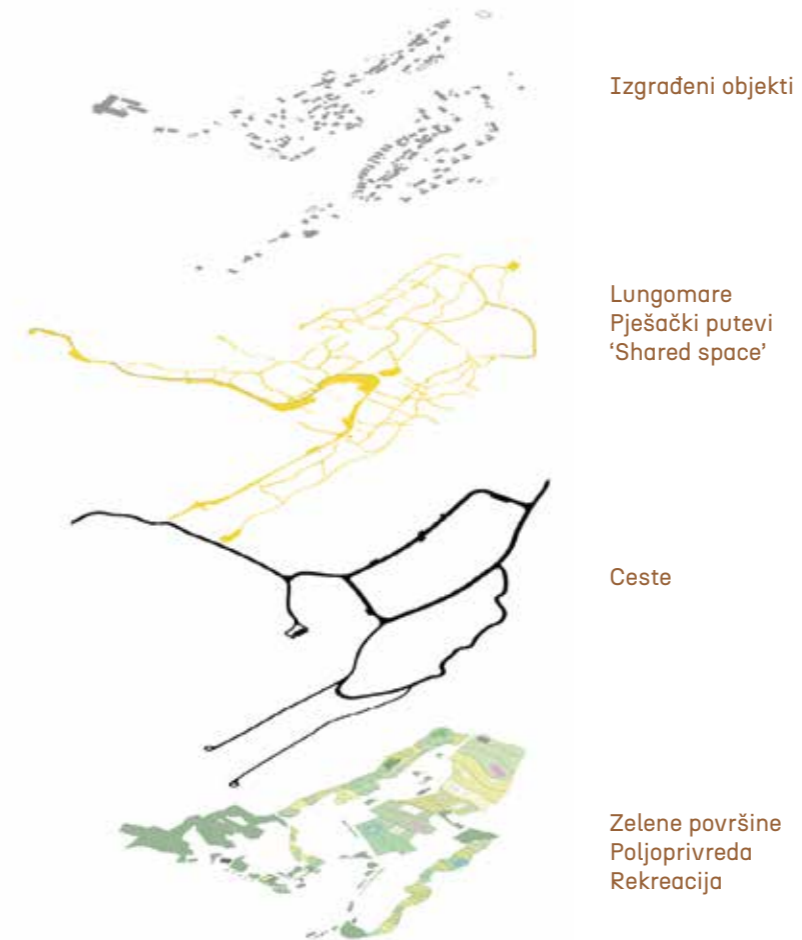 Izgrađeni objekti
Lungomare
Pješački putevi
‘Shared space’
Ceste
Zelene površine
Poljoprivreda
Rekreacija